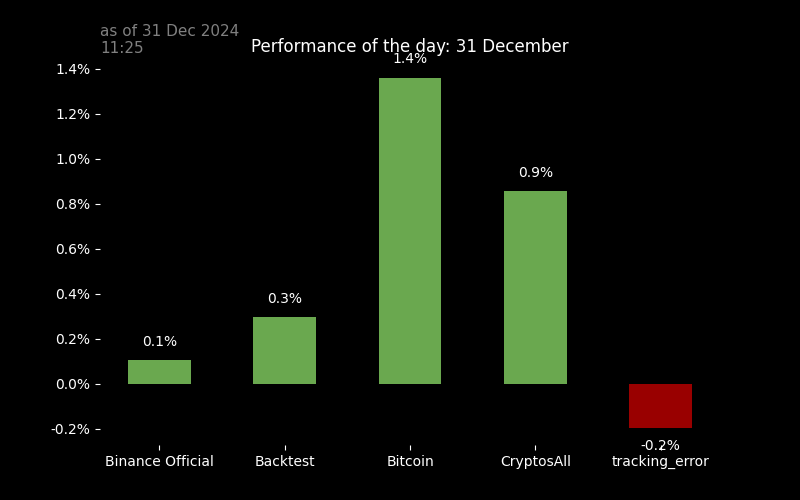 as of 31 Dec 2024
11:25
Performance of the day: 31 December
1.4%
1.4%
1.2%
1.0%
0.9%
0.8%
0.6%
0.4%
0.3%
0.2%
0.1%
0.0%
-0.2%
-0.2%
Binance Official
Backtest
Bitcoin
CryptosAll
tracking_error